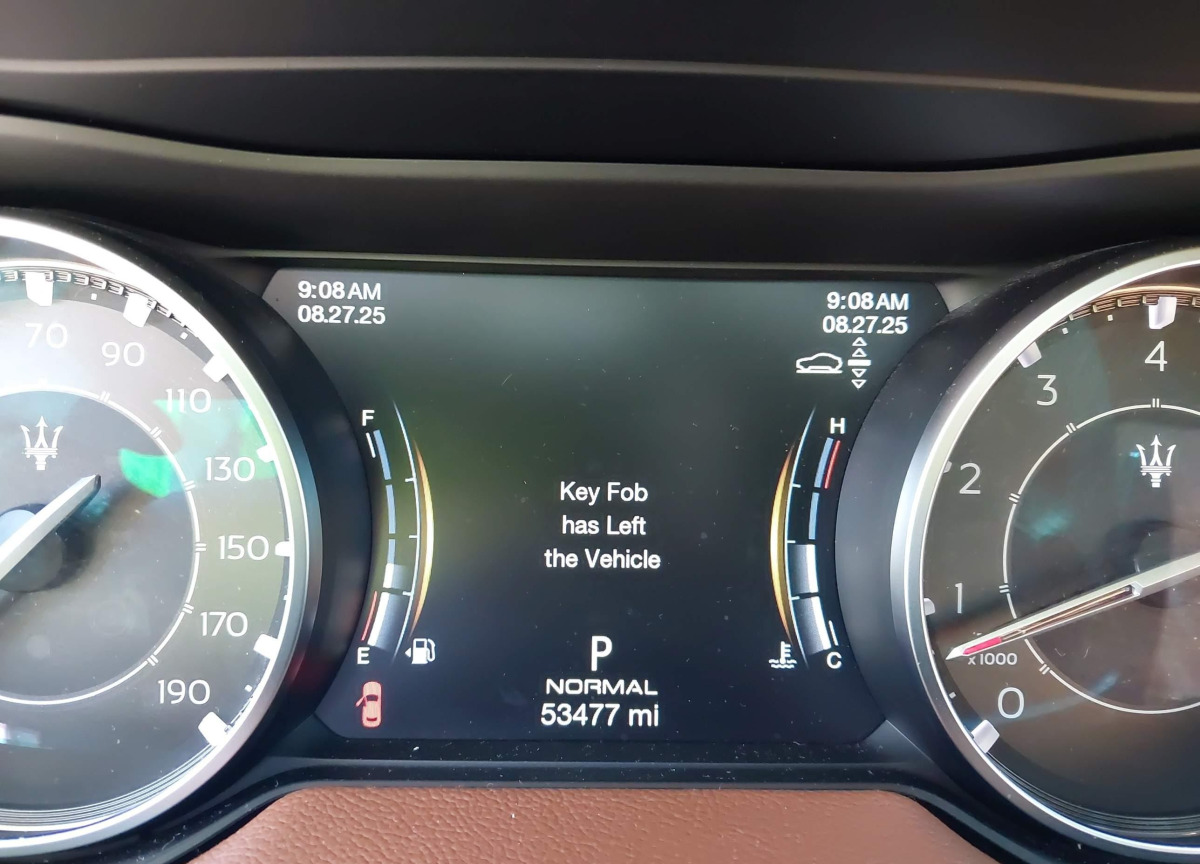 9:08 AM
08.27.25
9:08 AM
08.27.25
70
90
110
130
150
170
190
F
E
Key Fob
has Left
the Vehicle
P
NORMAL
53477 mi
H
C
4
3
2
1
x1000
0